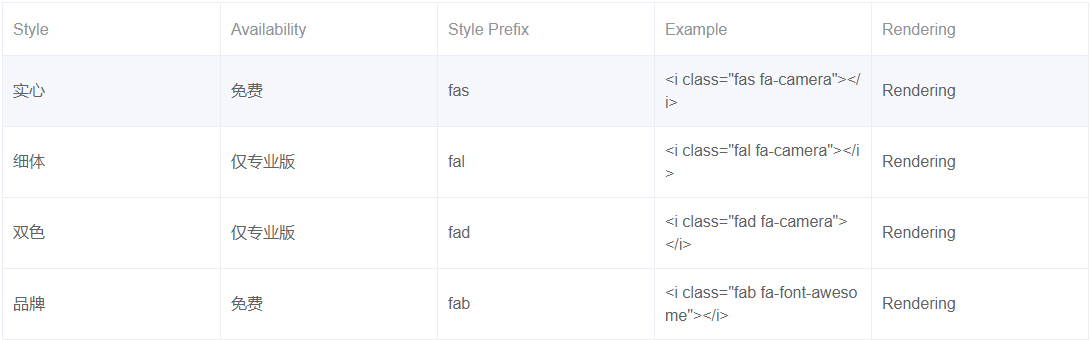 Style Availability Style Prefix Example Rendering
实心 免费 fas <i class="fas fa-camera"></
i> Rendering
细体 仅专业版 fal <i class="fal fa-camera"></i
> Rendering
双色 仅专业版 fad <i class="fad fa-camera">
</i> Rendering
品牌 免费 fab <i class="fab fa-font-aweso
me"></i> Rendering